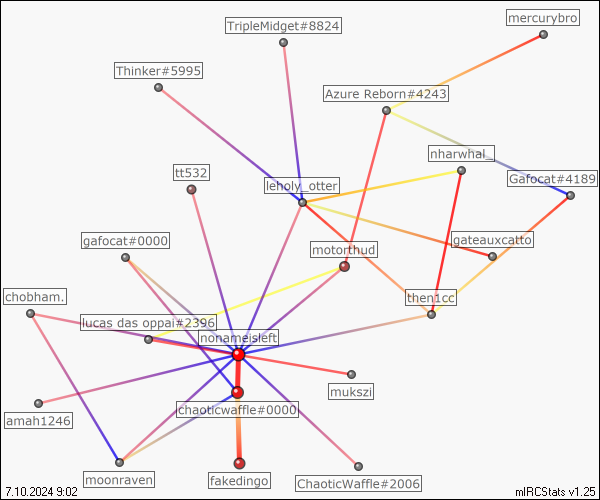 mercurybro
TripleMidget#8824
Thinker#5995
Azure Reborn#4243
nharwhal_
tt532
leholy_otter
Gafocat#4189
gafocat#0000
motorthud
gateauxcatto
chobham.
then1cc
lucas das oppai#2396
nonameisleft
mukszi
chaoticwaffle#0000
amah1246
moonraven
fakedingo
ChaoticWaffle#2006
7.10.2024 9:02
mIRCStats v1.25